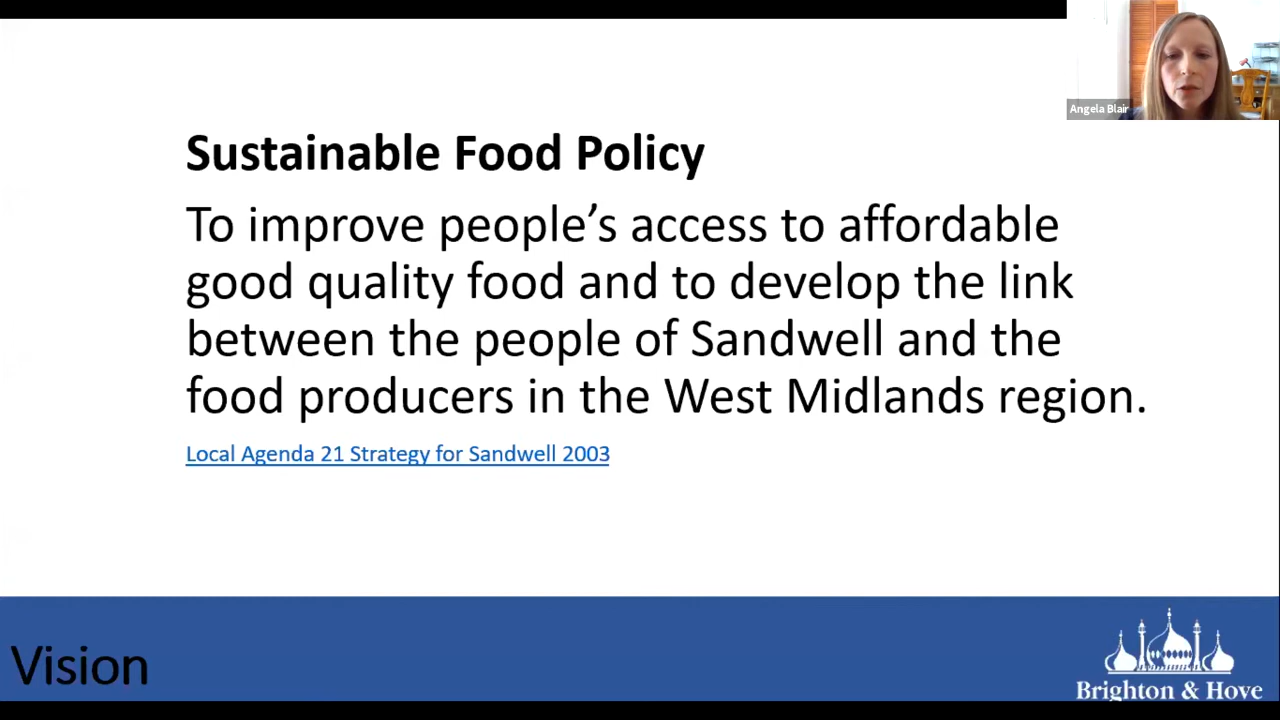 Angela Blair
Sustainable Food Policy
To improve people’s access to affordable
good quality food and to develop the link
between the people of Sandwell and the
food producers in the West Midlands region.
Local Agenda 21 Strategy for Sandwell 2003
Vision
Brighton & Hove